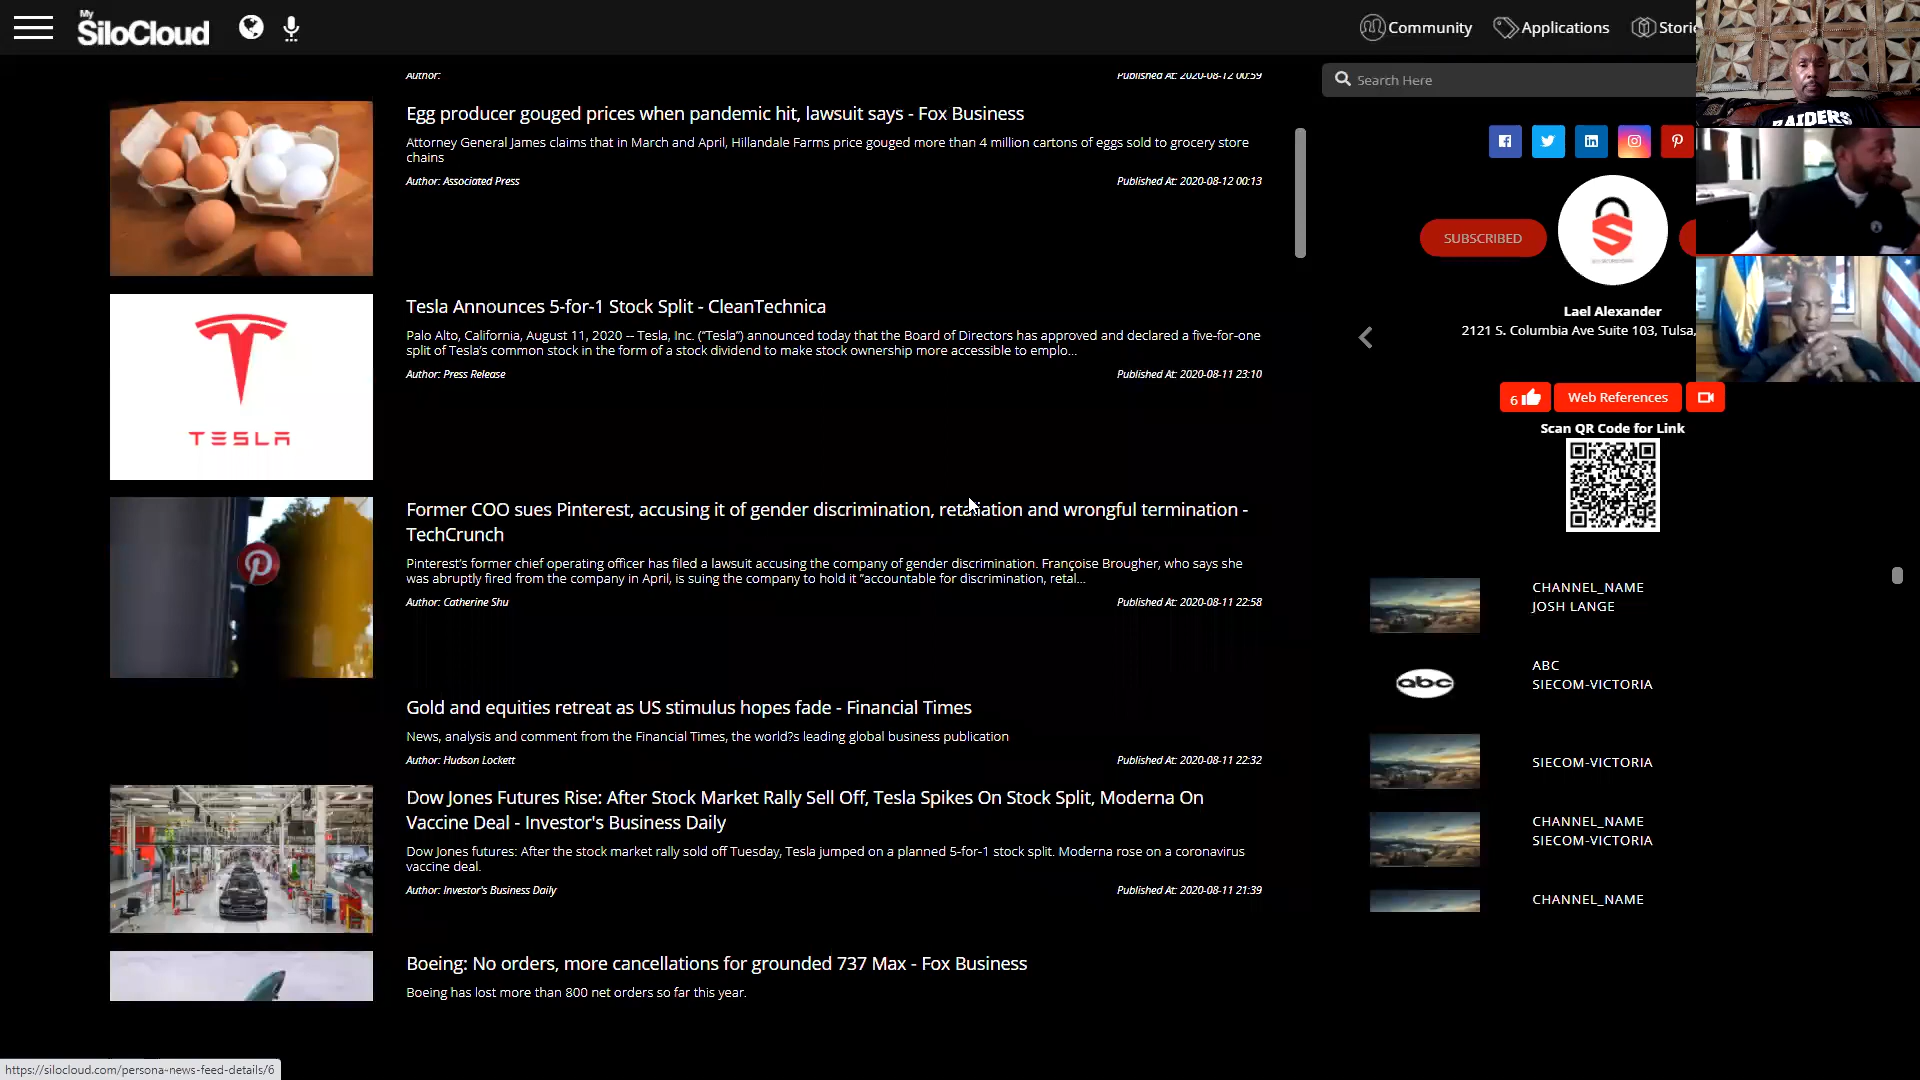 My
SiloCloud
Community
Applications
Storie
Search Here
Author:
Published At: 2020-08-12 00:59
Egg producer gouged prices when pandemic hit, lawsuit says - Fox Business
Attorney General James claims that in March and April, Hillandale Farms price gouged more than 4 million cartons of eggs sold to grocery store
chains
Author: Associated Press
Published At: 2020-08-12 00:13
TESLA
Tesla Announces 5-for-1 Stock Split - CleanTechnica
Palo Alto, California, August 11, 2020 -- Tesla, Inc. ("Tesla") announced today that the Board of Directors has approved and declared a five-for-one
split of Tesla's common stock in the form of a stock dividend to make stock ownership more accessible to emplo...
Author: Press Release
Published At: 2020-08-11 23:10
Former COO sues Pinterest, accusing it of gender discrimination, retaliation and wrongful termination -
TechCrunch
Pinterest's former chief operating officer has filed a lawsuit accusing the company of gender discrimination. Françoise Brougher, who says she
was abruptly fired from the company in April, is suing the company to hold it "accountable for discrimination, retal...
Author: Catherine Shu
Published At: 2020-08-11 22:58
Gold and equities retreat as US stimulus hopes fade - Financial Times
News, analysis and comment from the Financial Times, the world?s leading global business publication
Author: Hudson Lockett
Published At: 2020-08-11 22:32
Dow Jones Futures Rise: After Stock Market Rally Sell Off, Tesla Spikes On Stock Split, Moderna On
Vaccine Deal - Investor's Business Daily
Dow Jones futures: After the stock market rally sold off Tuesday, Tesla jumped on a planned 5-for-1 stock split. Moderna rose on a coronavirus
vaccine deal.
Author: Investor's Business Daily
Published At: 2020-08-11 21:39
Boeing: No orders, more cancellations for grounded 737 Max - Fox Business
Boeing has lost more than 800 net orders so far this year.
https://silocloud.com/persona-news-feed-details/6
RAIDERS
SUBSCRIBED
Lael Alexander
2121 S. Columbia Ave Suite 103, Tulsa,
6
Web References
Scan QR Code for Link
CHANNEL_NAME
JOSH LANGE
abc
ABC
SIECOM-VICTORIA
SIECOM-VICTORIA
CHANNEL_NAME
SIECOM-VICTORIA
CHANNEL_NAME